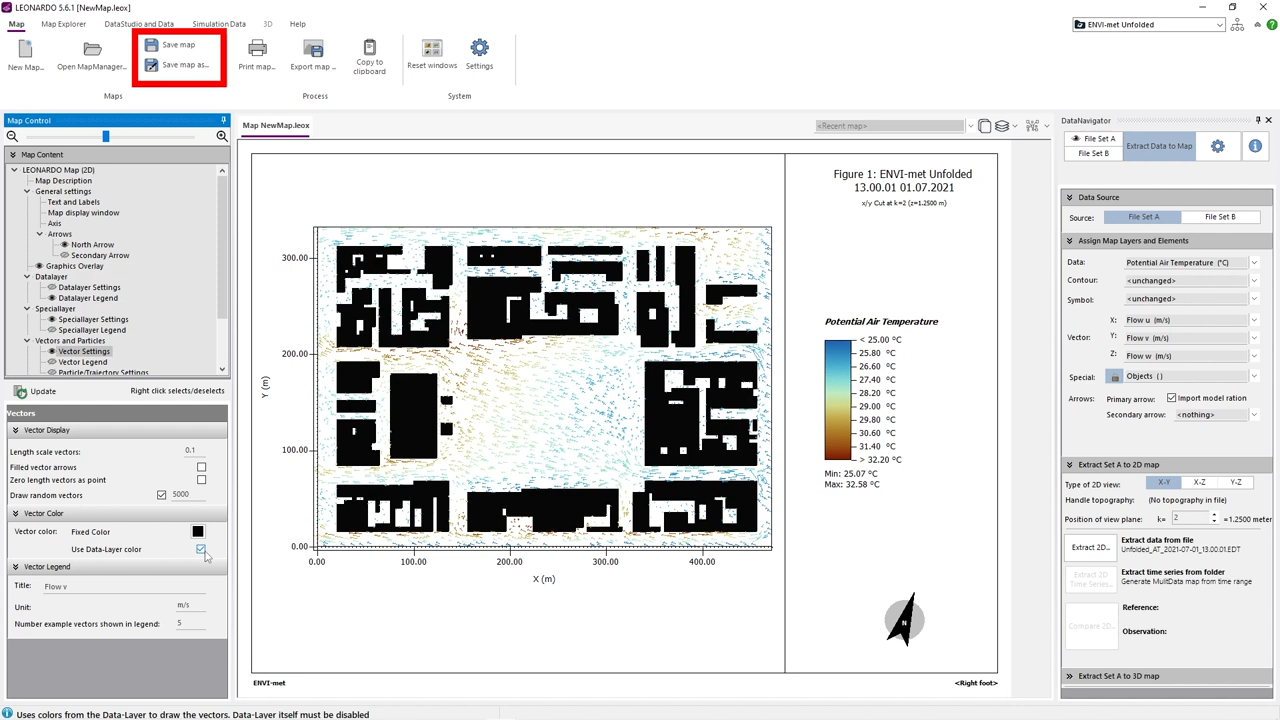 LEONARDO 5.6.1 [NewMap.leox]
Map
Map Explorer
DataStudio and Data
Simulation Data
3D
Help
ENVI-met Unfolded
New Map...
Open MapManager...
Save map
Save map as...
Print map...
Export map ...
Copy to
clipboard
Reset windows
Settings
Maps
Process
System
Map Control
Map Content
LEONARDO Map (2D)
Map Description
General settings
Text and Labels
Map display window
Axis
Arrows
North Arrow
Secondary Arrow
Graphics Overlay
Datalayer
Datalayer Settings
Datalayer Legend
Speciallayer
Speciallayer Settings
Speciallayer Legend
Vectors and Particles
Vector Settings
Vector Legend
Particle/Trajectory Settings
Update
Right click selects/deselects
Vectors
Vector Display
Length scale vectors: 0.1
Filled vector arrows
Zero length vectors as point
Draw random vectors 5000
Vector Color
Vector color: Fixed Color
Use Data-Layer color
Vector Legend
Title: Flow v
Unit: m/s
Number example vectors shown in legend: 5
Map NewMap.leox
<Recent map>
Figure 1: ENVI-met Unfolded
13.00.01 01.07.2021
x/y Cut at k=2 (z=1.2500 m)
300.00
200.00
100.00
0.00
Y (m)
0.00 100.00 200.00 300.00 400.00
X (m)
Potential Air Temperature
< 25.00 °C
25.80 °C
26.60 °C
27.40 °C
28.20 °C
29.00 °C
29.80 °C
30.60 °C
31.40 °C
> 32.20 °C
Min: 25.07 °C
Max: 32.58 °C
N
ENVI-met
<Right foot>
DataNavigator
File Set A
File Set B
Extract Data to Map
Data Source
Source: File Set A File Set B
Assign Map Layers and Elements
Data: Potential Air Temperature (°C)
Contour: <unchanged>
Symbol: <unchanged>
X: Flow u (m/s)
Vector: Y: Flow v (m/s)
Z: Flow w (m/s)
Special: Objects ( )
Arrows: Primary arrow: Import model ration
Secondary arrow: <nothing>
Extract Set A to 2D map
Type of 2D view: X-Y X-Z Y-Z
Handle topography: (No topography in file)
Position of view plane: k= 2 =1.2500 meter
Extract 2D...
Extract data from file
Unfolded_AT_2021-07-01_13.00.01.EDT
Extract 2D
Time Series...
Extract time series from folder
Generate MulitData map from time range
Compare 2D...
Reference:
Observation:
Extract Set A to 3D map
Uses colors from the Data-Layer to draw the vectors. Data-Layer itself must be disabled